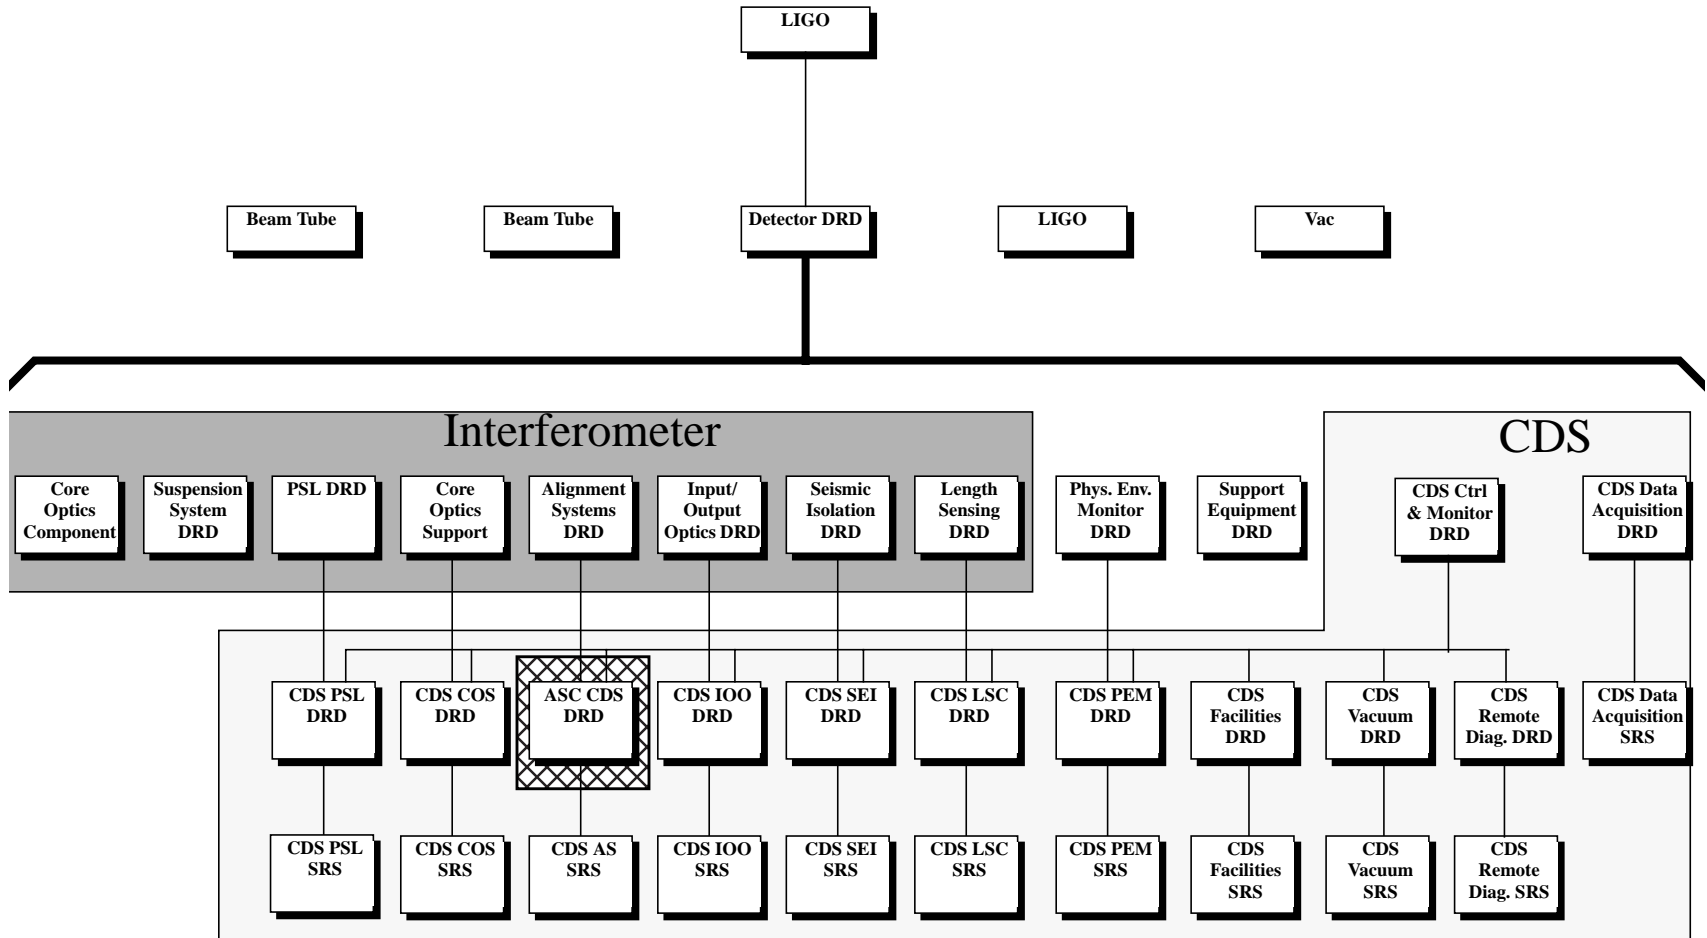 LIGO
Beam Tube
Beam Tube
Detector DRD
LIGO
Vac
Interferometer
CDS
Core
Optics
Component
Suspension
System
DRD
PSL DRD
Core
Optics
Support
Alignment
Systems
DRD
Input/
Output
Optics DRD
Seismic
Isolation
DRD
Length
Sensing
DRD
Phys. Env.
Monitor
DRD
Support
Equipment
DRD
CDS Ctrl
& Monitor
DRD
CDS Data
Acquisition
DRD
CDS PSL
DRD
CDS COS
DRD
ASC CDS
DRD
CDS IOO
DRD
CDS SEI
DRD
CDS LSC
DRD
CDS PEM
DRD
CDS
Facilities
DRD
CDS
Vacuum
DRD
CDS
Remote
Diag. DRD
CDS Data
Acquisition
SRS
CDS PSL
SRS
CDS COS
SRS
CDS AS
SRS
CDS IOO
SRS
CDS SEI
SRS
CDS LSC
SRS
CDS PEM
SRS
CDS
Facilities
SRS
CDS
Vacuum
SRS
CDS
Remote
Diag. SRS